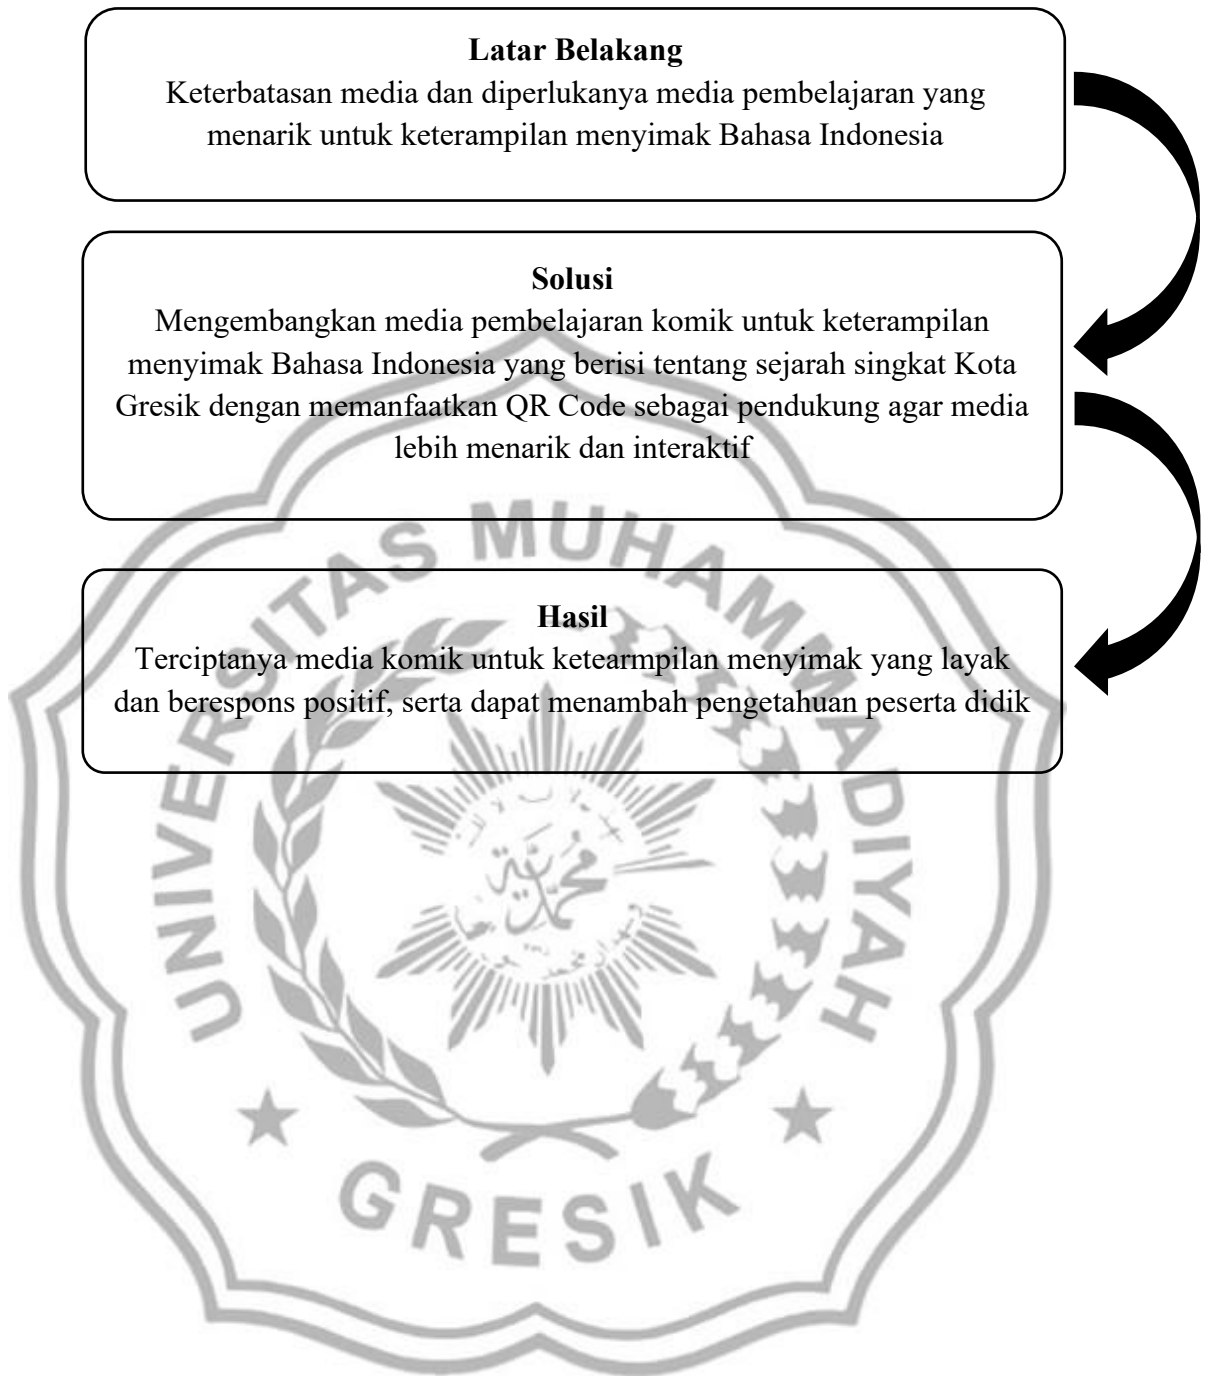 Latar Belakang
Keterbatasan media dan diperlukanya media pembelajaran yang
menarik untuk keterampilan menyimak Bahasa Indonesia
Solusi
Mengembangkan media pembelajaran komik untuk keterampilan
menyimak Bahasa Indonesia yang berisi tentang sejarah singkat Kota
Gresik dengan memanfaatkan QR Code sebagai pendukung agar media
lebih menarik dan interaktif
Hasil
Terciptanya media komik untuk ketearmpilan menyimak yang layak
dan berespons positif, serta dapat menambah pengetahuan peserta didik
UNIVERSITAS MUHAMMADIYAH
محمدية
GRESIK